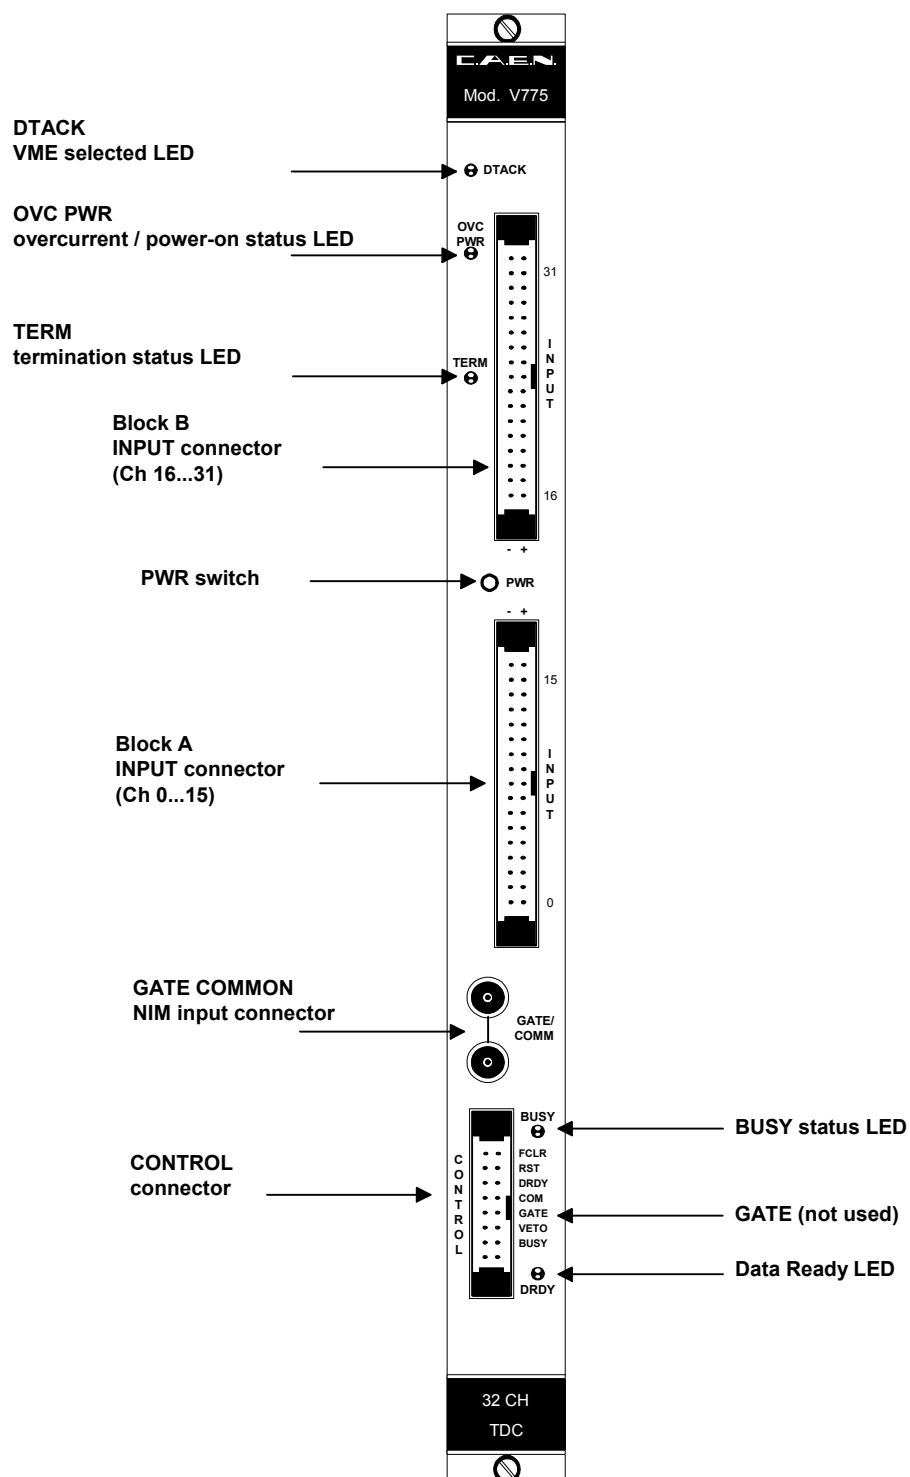 C.A.E.N.
Mod. V775
DTACK
VME selected LED
DTACK
OVC PWR
overcurrent / power-on status LED
OVC
PWR
31
TERM
termination status LED
TERM
INPUT
Block B
INPUT connector
(Ch 16...31)
16
- +
PWR switch
PWR
- +
15
Block A
INPUT connector
(Ch 0...15)
INPUT
0
GATE COMMON
NIM input connector
GATE/
COMM
BUSY
BUSY status LED
CONTROL
connector
CONTROL
FCLR
RST
DRDY
COM
GATE
VETO
BUSY
GATE (not used)
Data Ready LED
DRDY
32 CH
TDC